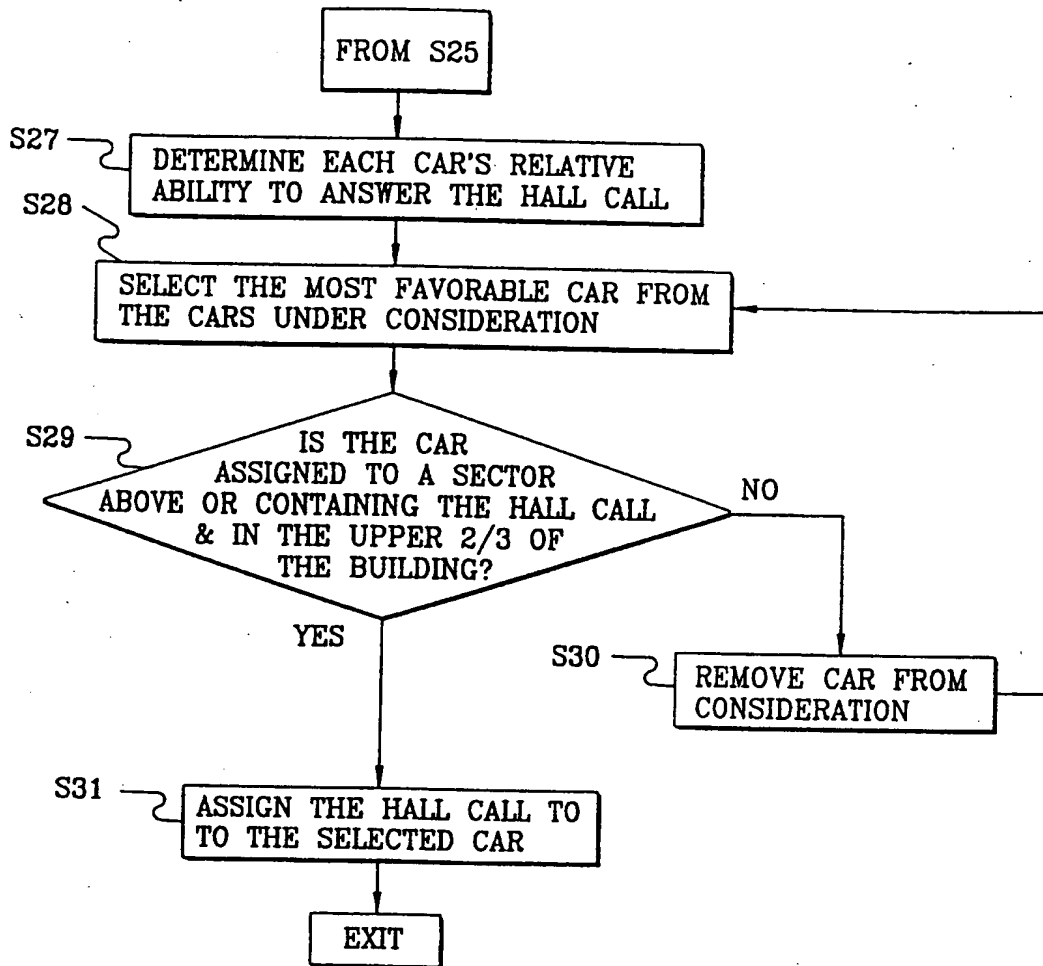 FROM S25
S27
DETERMINE EACH CAR'S RELATIVE
ABILITY TO ANSWER THE HALL CALL
S28
SELECT THE MOST FAVORABLE CAR FROM
THE CARS UNDER CONSIDERATION
S29
IS THE CAR
ASSIGNED TO A SECTOR
ABOVE OR CONTAINING THE HALL CALL
& IN THE UPPER 2/3 OF
THE BUILDING?
NO
YES
S30
REMOVE CAR FROM
CONSIDERATION
S31
ASSIGN THE HALL CALL TO
TO THE SELECTED CAR
EXIT